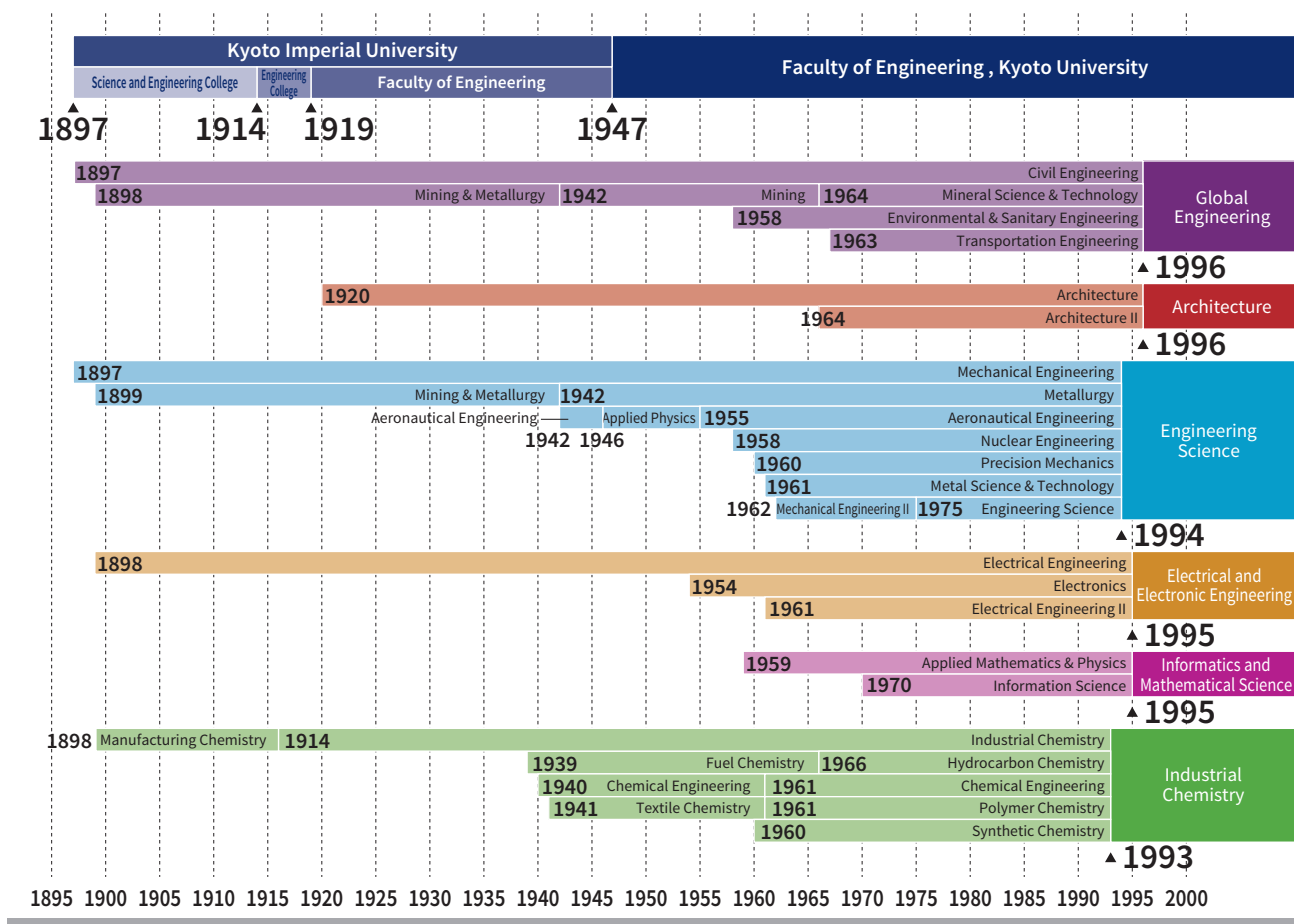 Kyoto Imperial University
Faculty of Engineering , Kyoto University
Science and Engineering College
Engineering
College
Faculty of Engineering
1897
1914
1919
1947
1897 Civil Engineering
1898 Mining & Metallurgy 1942 Mining 1964 Mineral Science & Technology
1958 Environmental & Sanitary Engineering
1963 Transportation Engineering
Global
Engineering
1996
1920 Architecture
1964 Architecture II
Architecture
1996
1897 Mechanical Engineering
1899 Mining & Metallurgy 1942 Metallurgy
Aeronautical Engineering Applied Physics 1955 Aeronautical Engineering
1942 1946 1958 Nuclear Engineering
1960 Precision Mechanics
1961 Metal Science & Technology
1962 Mechanical Engineering II 1975 Engineering Science
Engineering
Science
1994
1898 Electrical Engineering
1954 Electronics
1961 Electrical Engineering II
Electrical and
Electronic Engineering
1995
1959 Applied Mathematics & Physics
1970 Information Science
Informatics and
Mathematical Science
1995
1898 Manufacturing Chemistry 1914 Industrial Chemistry
1939 Fuel Chemistry 1966 Hydrocarbon Chemistry
1940 Chemical Engineering 1961 Chemical Engineering
1941 Textile Chemistry 1961 Polymer Chemistry
1960 Synthetic Chemistry
Industrial
Chemistry
1993
1895 1900 1905 1910 1915 1920 1925 1930 1935 1940 1945 1950 1955 1960 1965 1970 1975 1980 1985 1990 1995 2000